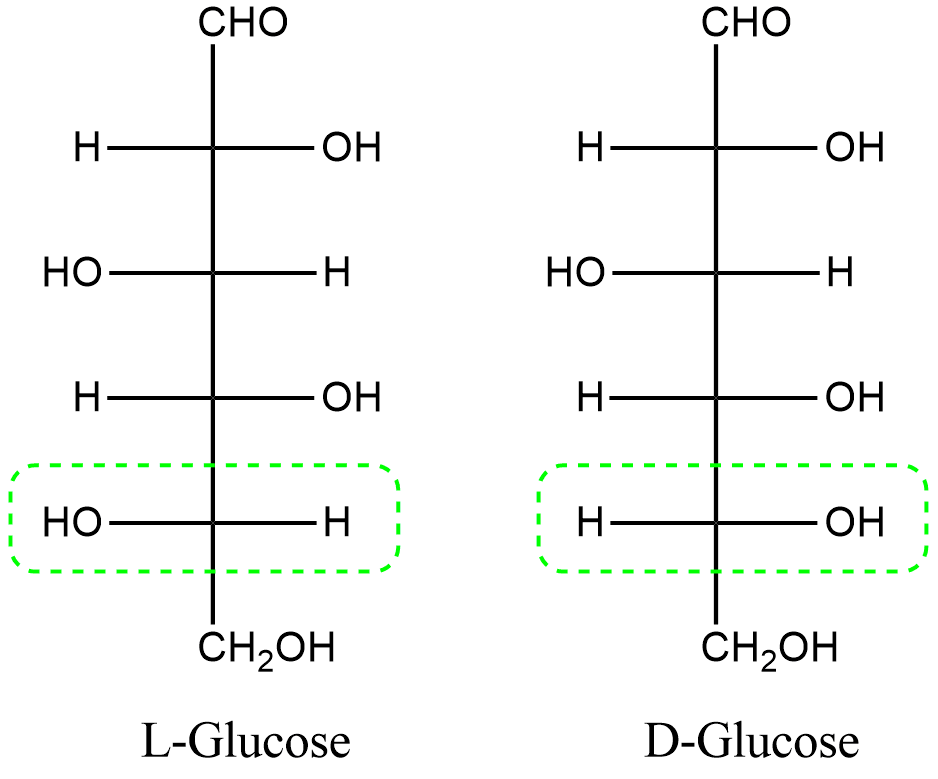 CHO CHO
H OH H OH
HO H HO H
H OH H OH
HO H H OH
CH₂OH CH₂OH
L-Glucose D-Glucose